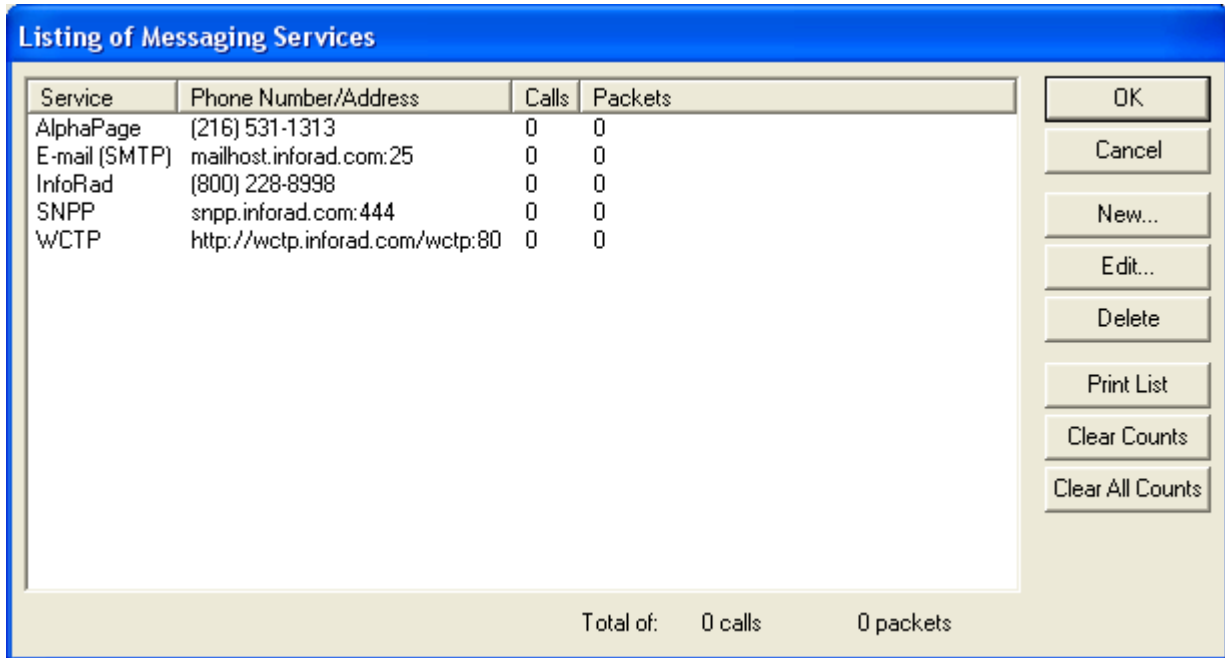 Listing of Messaging Services
Service Phone Number/Address Calls Packets
AlphaPage (216) 531-1313 0 0
E-mail (SMTP) mailhost.inforad.com:25 0 0
InfoRad (800) 228-8998 0 0
SNPP snpp.inforad.com:444 0 0
WCTP http://wctp.inforad.com/wctp:80 0 0
OK
Cancel
New...
Edit...
Delete
Print List
Clear Counts
Clear All Counts
Total of: 0 calls 0 packets